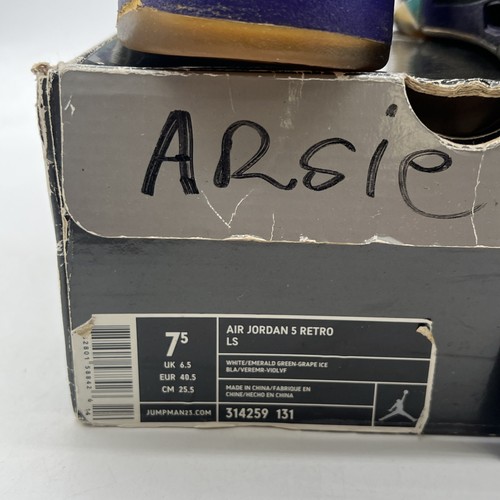 ARSIE
7⁵
UK 6.5
EUR 40.5
CM 25.5
JUMPMAN23.COM
AIR JORDAN 5 RETRO
LS
WHITE/EMERALD GREEN-GRAPE ICE
BLA/VEREMR-VIOLVF
MADE IN CHINA/FABRIQUE EN
CHINE/HECHO EN CHINA
314259 131